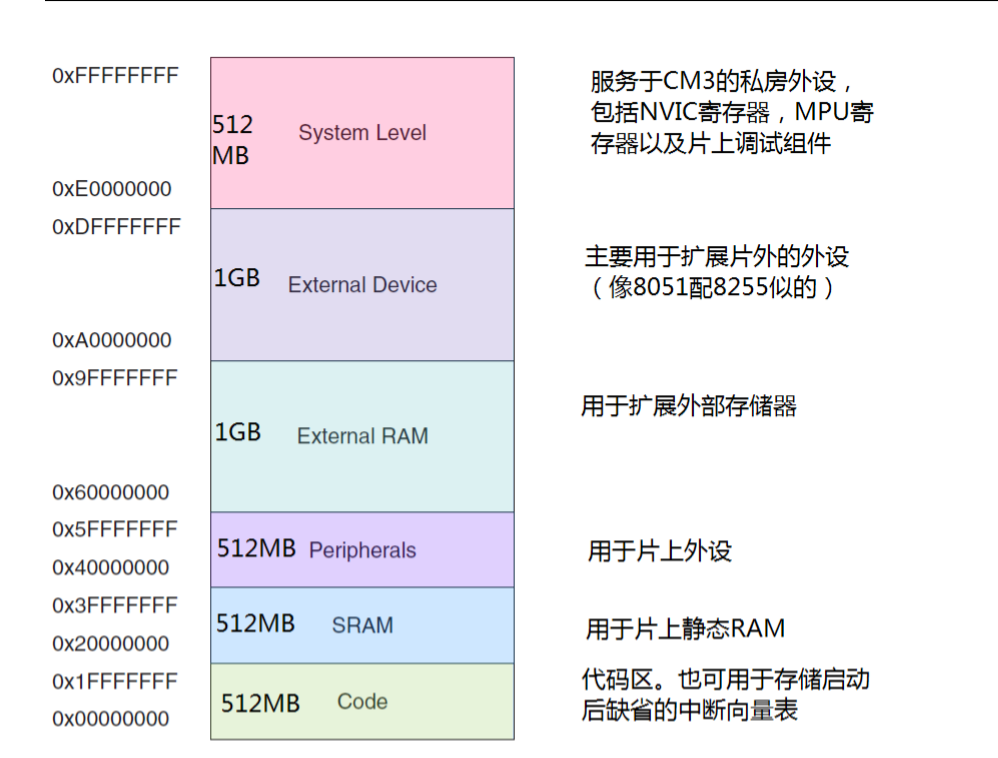 0xFFFFFFFF
512
MB
System Level
服务于CM3的私房外设，
包括NVIC寄存器，MPU寄
存器以及片上调试组件
0xE0000000
0xDFFFFFFF
1GB
External Device
主要用于扩展片外的外设
（像8051配8255似的）
0xA0000000
0x9FFFFFFF
1GB
External RAM
用于扩展外部存储器
0x60000000
0x5FFFFFFF
512MB Peripherals
用于片上外设
0x40000000
0x3FFFFFFF
512MB SRAM
用于片上静态RAM
0x20000000
0x1FFFFFFF
512MB Code
代码区。也可用于存储启动
后缺省的中断向量表
0x00000000